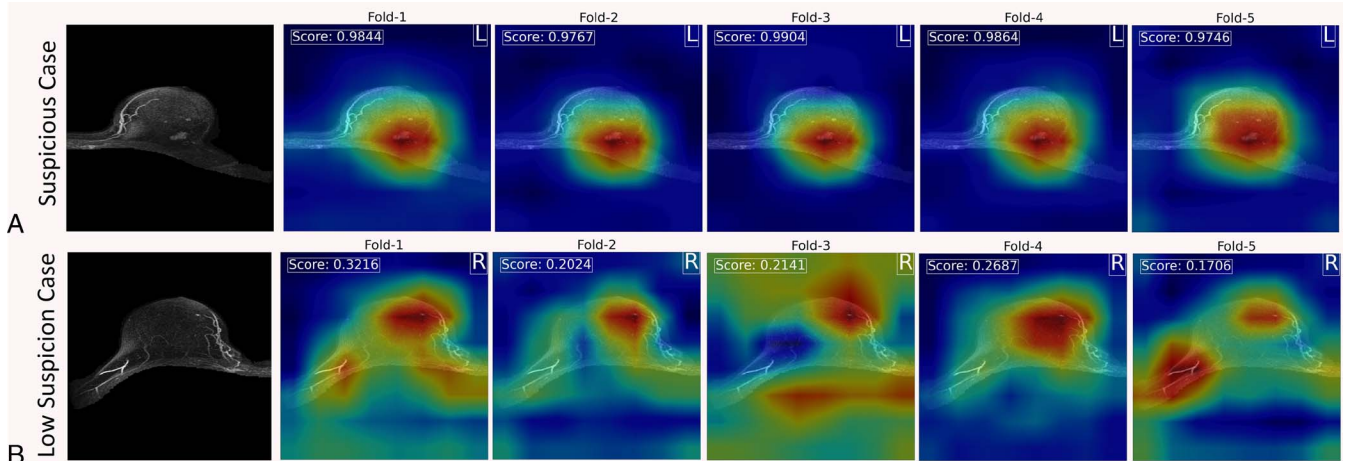 Suspicious Case
A
Fold-1
Score: 0.9844
L
Fold-2
Score: 0.9767
L
Fold-3
Score: 0.9904
L
Fold-4
Score: 0.9864
L
Fold-5
Score: 0.9746
L
Low Suspicion Case
B
Fold-1
Score: 0.3216
R
Fold-2
Score: 0.2024
R
Fold-3
Score: 0.2141
R
Fold-4
Score: 0.2687
R
Fold-5
Score: 0.1706
R